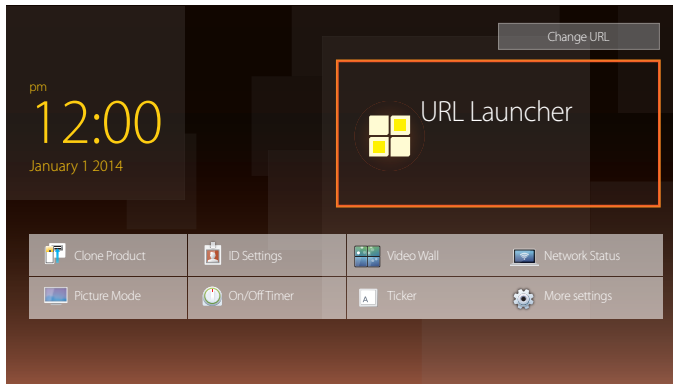 Change URL
pm
12:00
January 1 2014
URL Launcher
Clone Product
ID Settings
Video Wall
Network Status
Picture Mode
On/Off Timer
A
Ticker
More settings